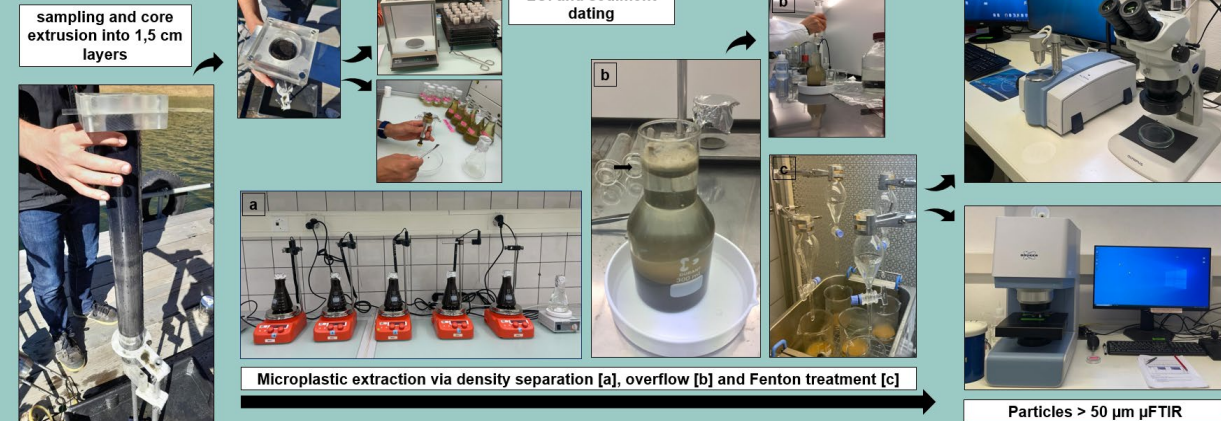 sampling and core
extrusion into 1,5 cm
layers
dating
b
b
a
c
Microplastic extraction via density separation [a], overflow [b] and Fenton treatment [c]
Particles > 50 µm µFTIR